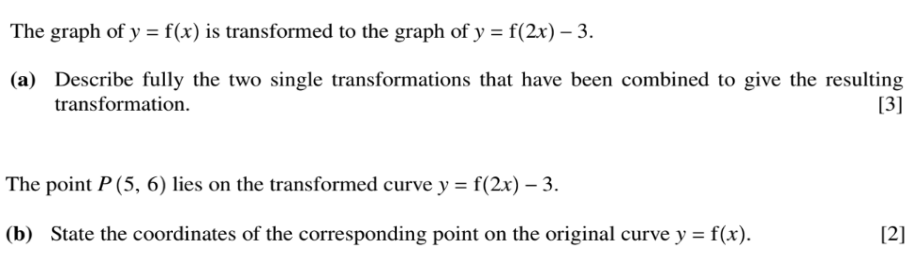 The graph of y = f(x) is transformed to the graph of y = f(2x) – 3.
(a) Describe fully the two single transformations that have been combined to give the resulting
transformation. [3]
The point P (5, 6) lies on the transformed curve y = f(2x) – 3.
(b) State the coordinates of the corresponding point on the original curve y = f(x). [2]